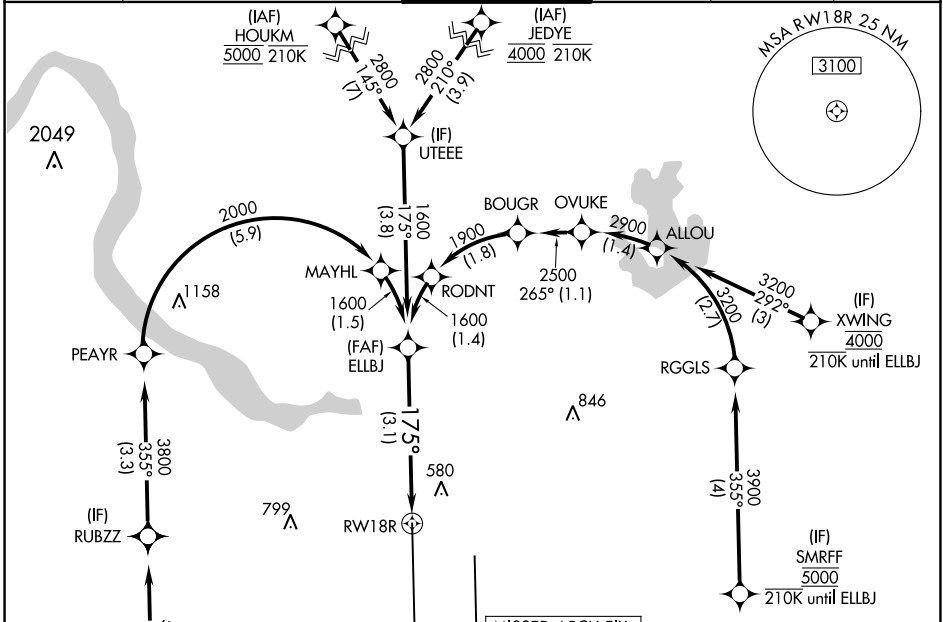 (IAF)
HOUKM
5000 210K
(IAF)
JEDYE
4000 210K
MSA RW18R 25 NM
3100
2800
145°
(7)
2800
210°
(3.9)
2049
(IF)
UTEEE
1600
175°
(3.8)
2000
(5.9)
BOUGR
OVUKE
1900
(1.8)
2900
(1.4)
ALLOU
MAYHL
RODNT
2500
265° (1.1)
1158
1600
(1.5)
1600
(1.4)
3200
(2.7)
3200
292°
(3)
(IF)
XWING
4000
210K until ELLBJ
PEAYR
(FAF)
ELLBJ
RGGLS
846
175°
(3.1)
3800
355°
(3.3)
580
3900
355°
(4)
799
RW18R
(IF)
RUBZZ
(IF)
SMRFF
5000
210K until ELLBJ